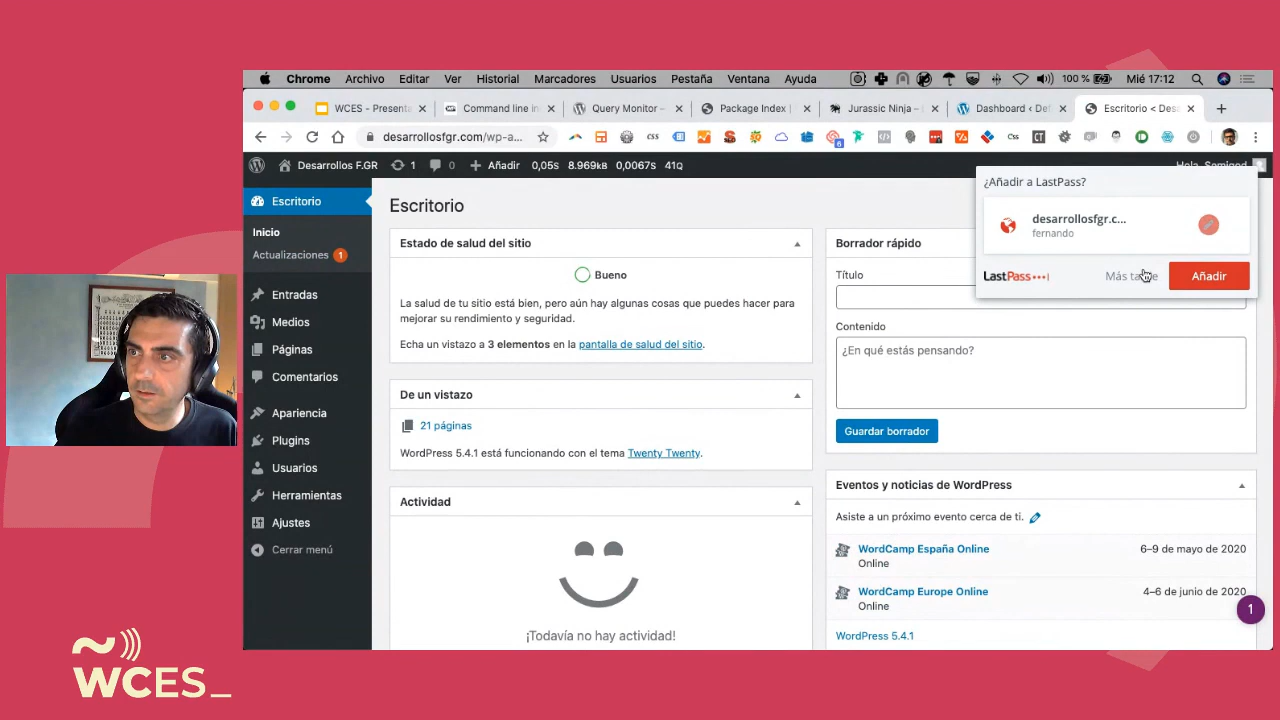 Chrome Archivo Editar Ver Historial Marcadores Usuarios Pestaña Ventana Ayuda 100 % Mié 17:12
WCES - Presenta Command line in Query Monitor – Package Index | Jurassic Ninja – Dashboard ‹ Def Escritorio ‹ Desa
desarrollosfgr.com/wp-a...
Desarrollos F.GR 1 0 Añadir 0,05s 8.969kB 0,0067s 41Q Hola, Semigod
¿Añadir a LastPass?
desarrollosfgr.c...
fernando
LastPass
Más tarde
Añadir
Escritorio
Inicio
Actualizaciones 1
Entradas
Medios
Páginas
Comentarios
Apariencia
Plugins
Usuarios
Herramientas
Ajustes
Cerrar menú
Escritorio
Estado de salud del sitio
Bueno
La salud de tu sitio está bien, pero aún hay algunas cosas que puedes hacer para
mejorar su rendimiento y seguridad.
Echa un vistazo a 3 elementos en la pantalla de salud del sitio.
De un vistazo
21 páginas
WordPress 5.4.1 está funcionando con el tema Twenty Twenty.
Actividad
¡Todavía no hay actividad!
Borrador rápido
Título
Contenido
¿En qué estás pensando?
Guardar borrador
Eventos y noticias de WordPress
Asiste a un próximo evento cerca de ti.
WordCamp España Online 6–9 de mayo de 2020
Online
WordCamp Europe Online 4–6 de junio de 2020
Online
WordPress 5.4.1
1
WCES_